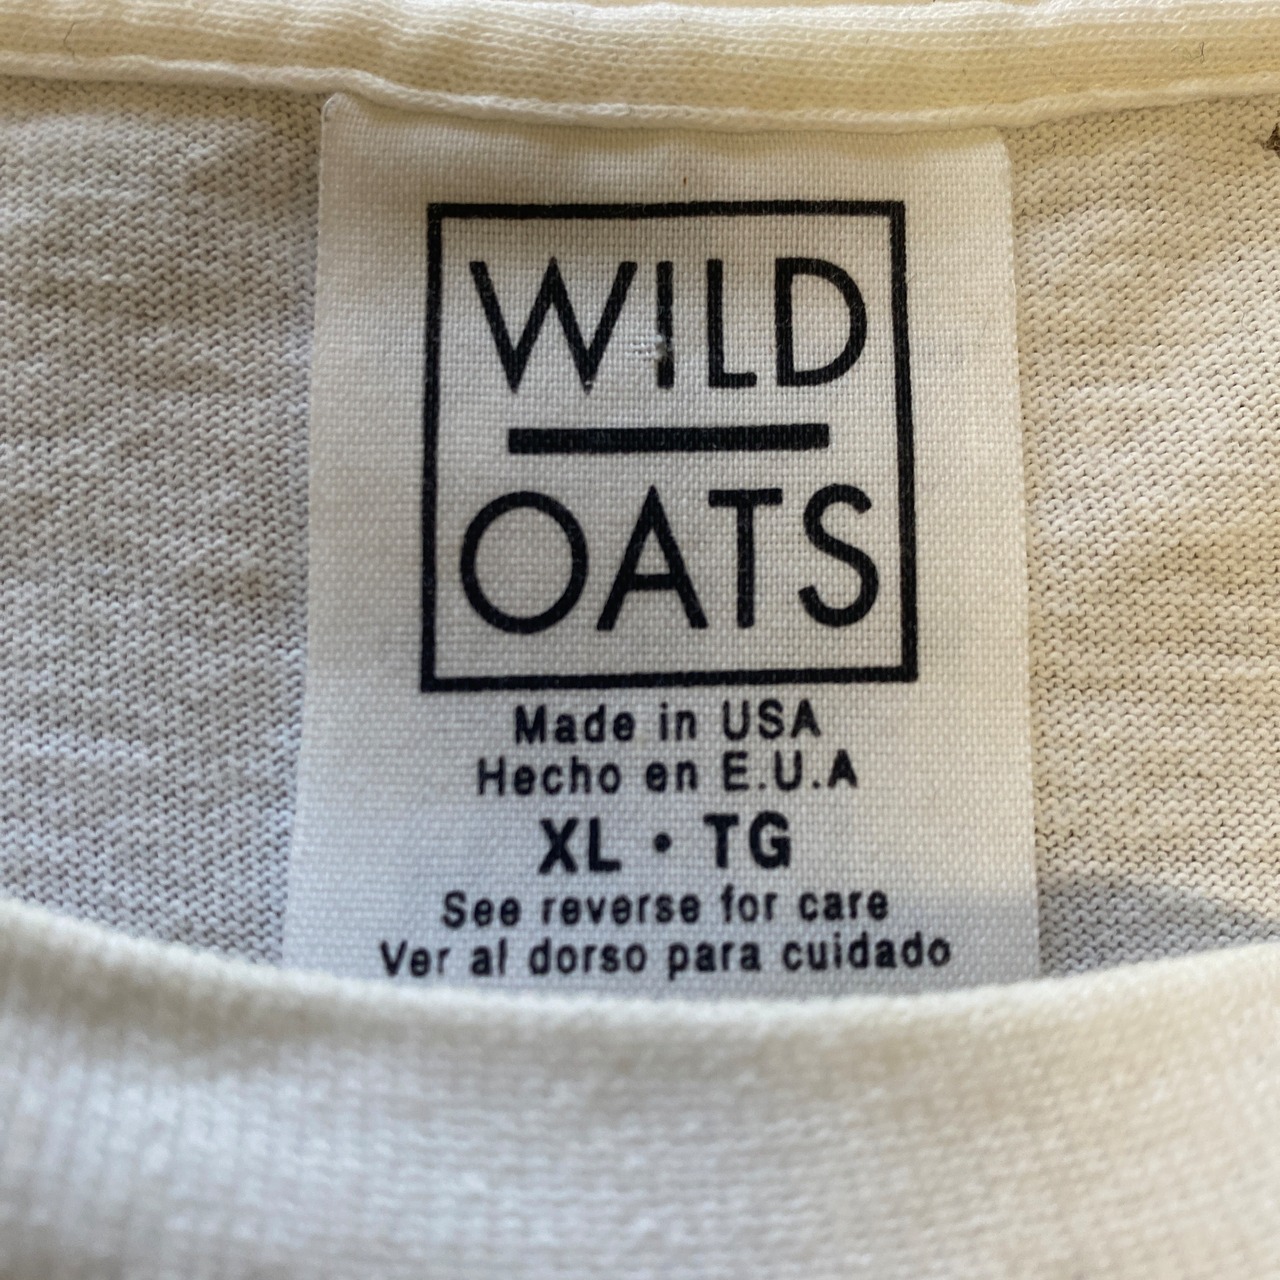 WILD
OATS
Made in USA
Hecho en E.U.A
XL • TG
See reverse for care
Ver al dorso para cuidado